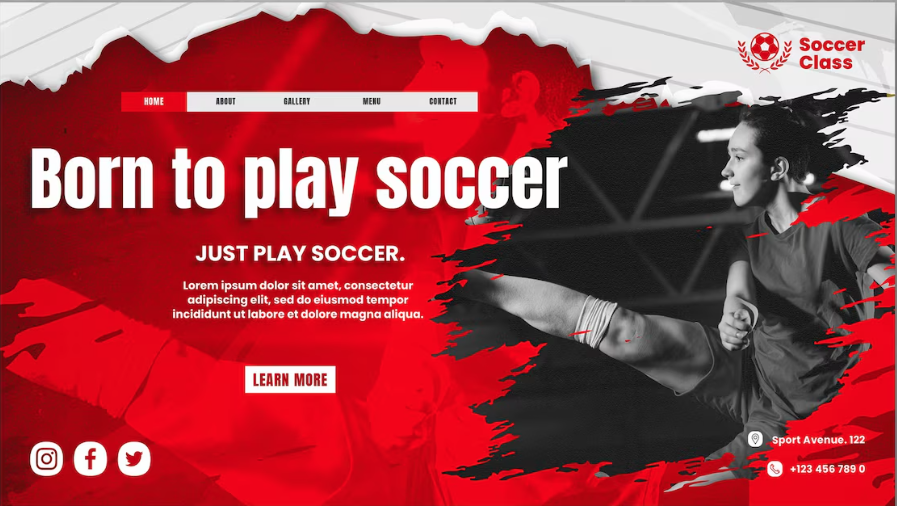 Soccer
Class
HOME
ABOUT
GALLERY
MENU
CONTACT
Born to play soccer
JUST PLAY SOCCER.
Lorem ipsum dolor sit amet, consectetur
adipiscing elit, sed do eiusmod tempor
incididunt ut labore et dolore magna aliqua.
LEARN MORE
Sport Avenue. 122
+123 456 789 0